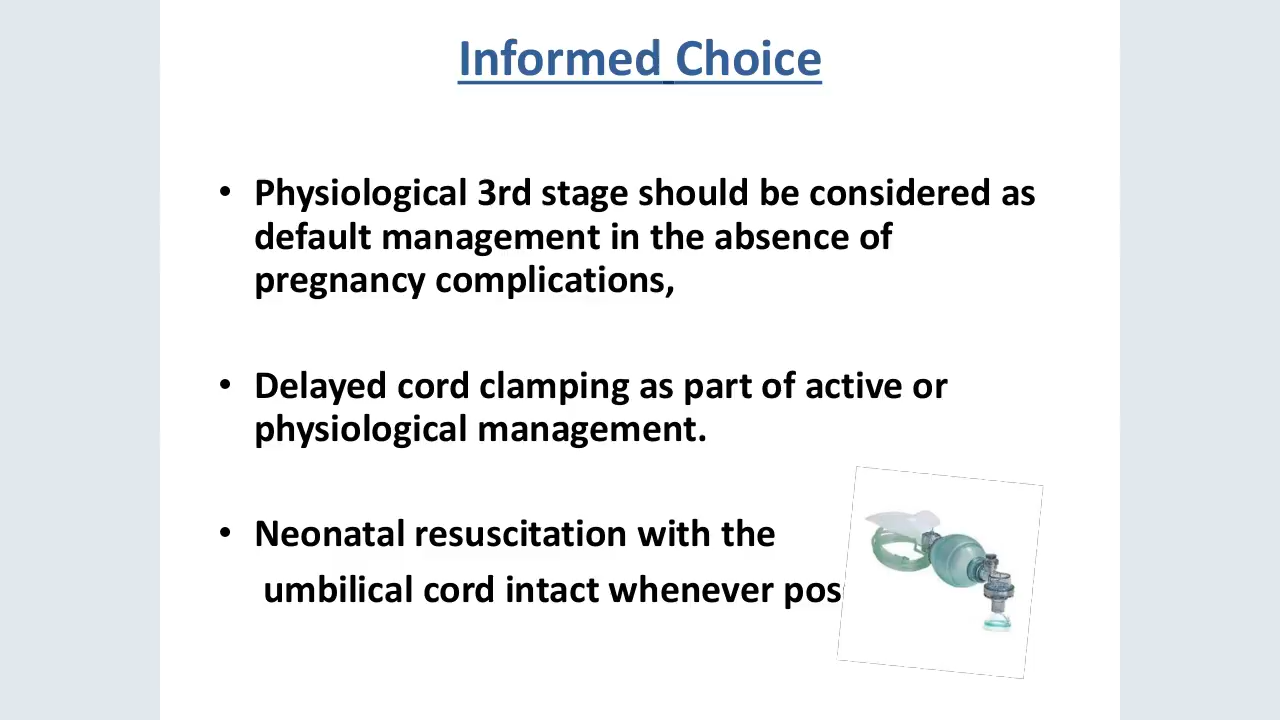 Informed Choice
• Physiological 3rd stage should be considered as
default management in the absence of
pregnancy complications,
• Delayed cord clamping as part of active or
physiological management.
• Neonatal resuscitation with the
umbilical cord intact whenever pos